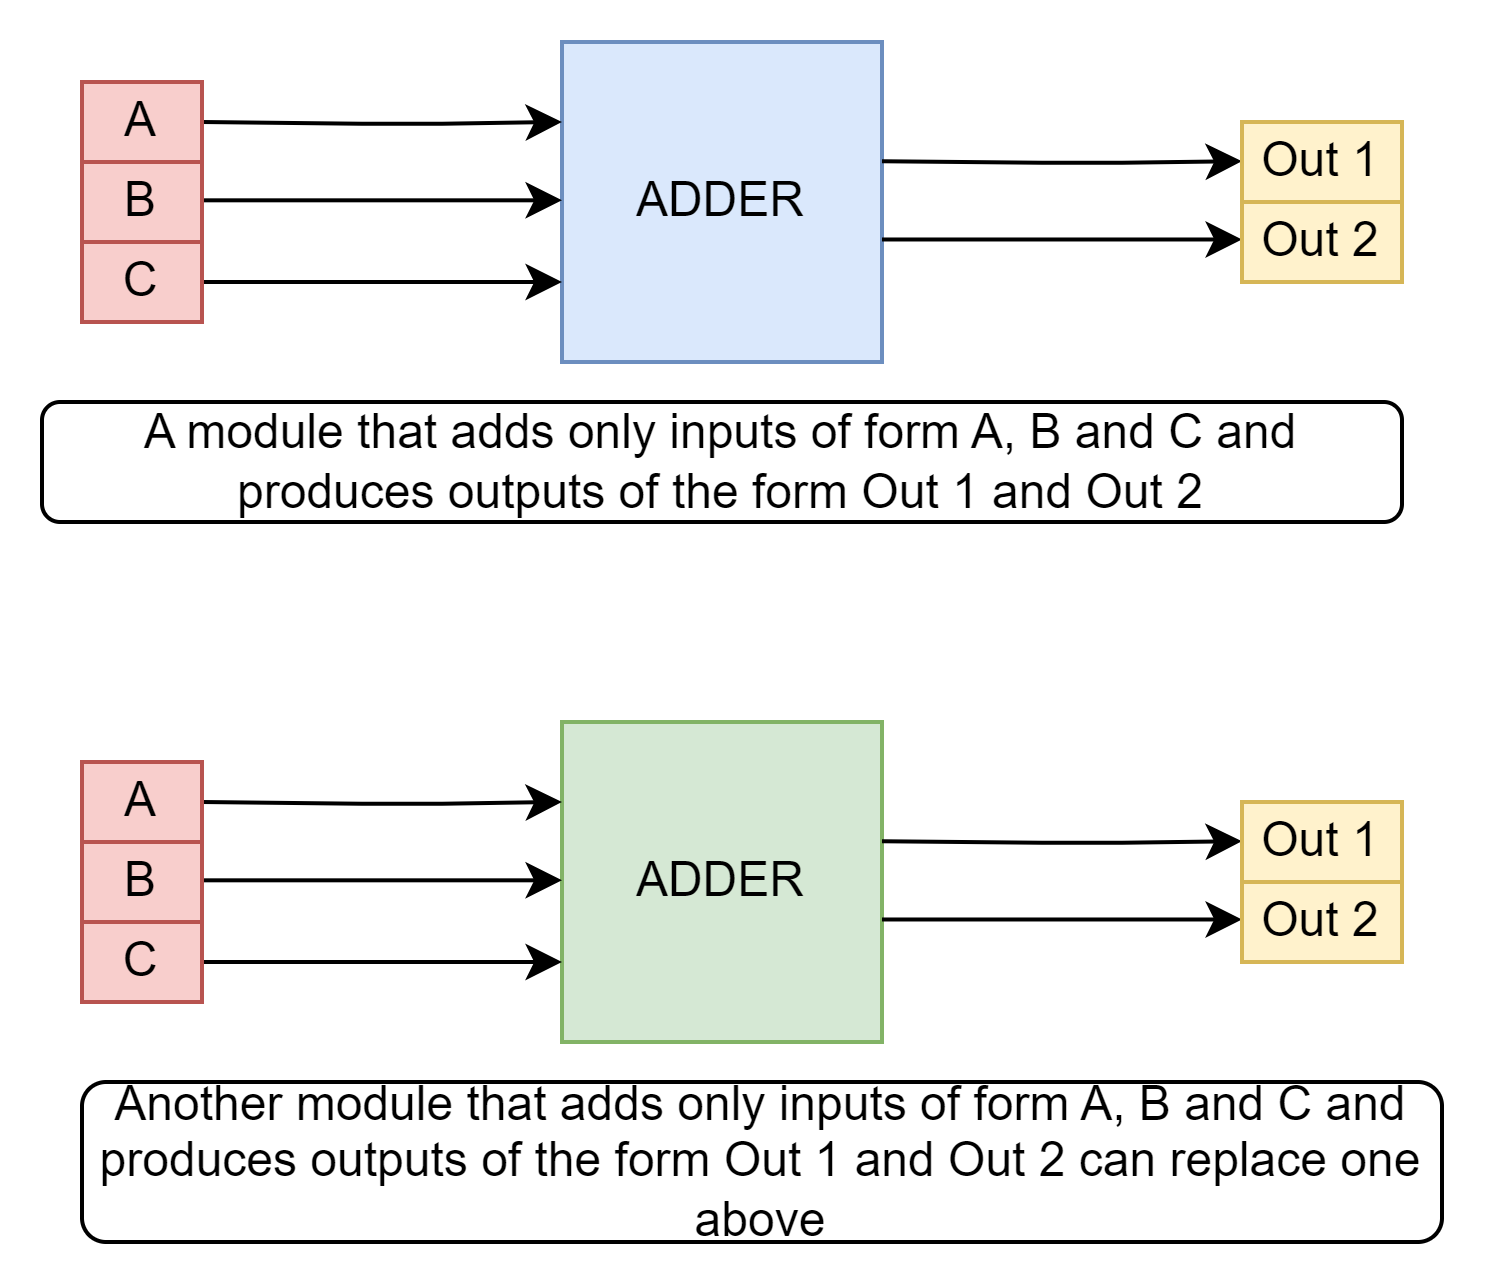 A
B
C
ADDER
Out 1
Out 2
A module that adds only inputs of form A, B and C and
produces outputs of the form Out 1 and Out 2
A
B
C
ADDER
Out 1
Out 2
Another module that adds only inputs of form A, B and C and
produces outputs of the form Out 1 and Out 2 can replace one
above